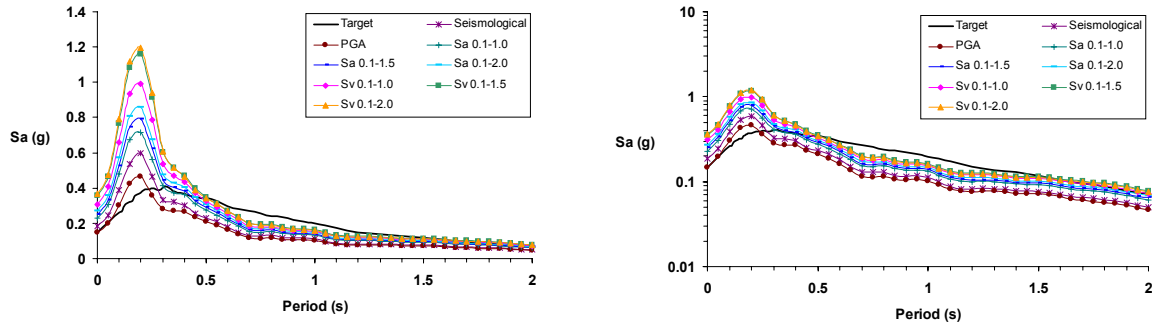 Target
Seismological
PGA
Sa 0.1-1.0
Sa 0.1-1.5
Sa 0.1-2.0
Sv 0.1-1.0
Sv 0.1-1.5
Sv 0.1-2.0
1.4
1.2
1
0.8
0.6
0.4
0.2
0
Sa (g)
0 0.5 1 1.5 2
Period (s)
Target
Seismological
PGA
Sa 0.1-1.0
Sa 0.1-1.5
Sa 0.1-2.0
Sv 0.1-1.0
Sv 0.1-1.5
Sv 0.1-2.0
10
1
0.1
0.01
Sa (g)
0 0.5 1 1.5 2
Period (s)